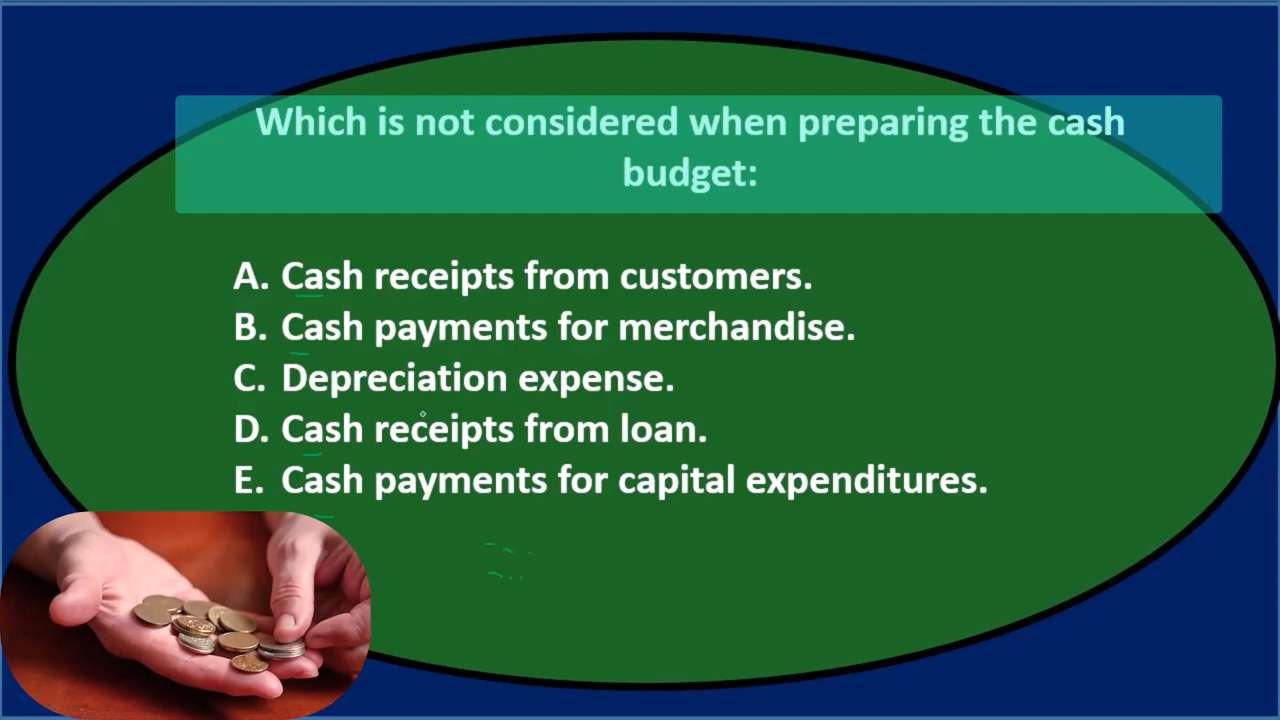 Which is not considered when preparing the cash
budget:
A. Cash receipts from customers.
B. Cash payments for merchandise.
C. Depreciation expense.
D. Cash receipts from loan.
E. Cash payments for capital expenditures.